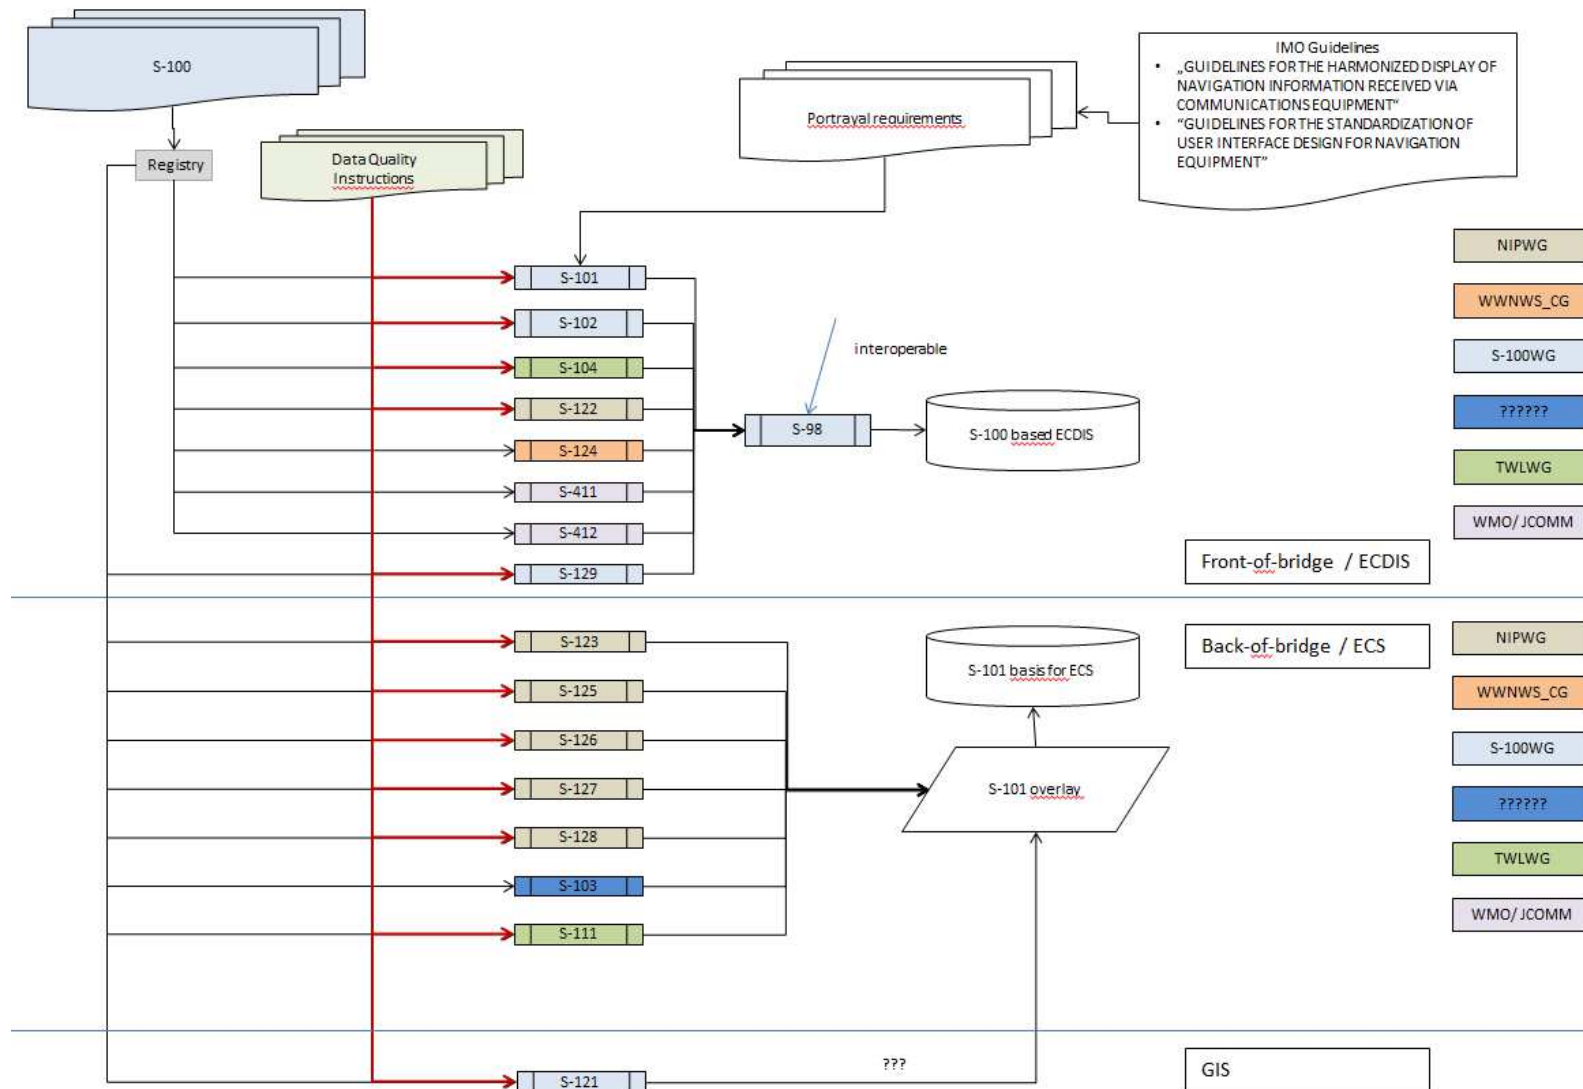 S-100
Registry
Data Quality
Instructions
Portrayal requirements
IMO Guidelines
• „GUIDELINES FOR THE HARMONIZED DISPLAY OF
NAVIGATION INFORMATION RECEIVED VIA
COMMUNICATIONS EQUIPMENT“
• “GUIDELINES FOR THE STANDARDIZATION OF
USER INTERFACE DESIGN FOR NAVIGATION
EQUIPMENT”
S-101
S-102
S-104
S-122
S-124
S-411
S-412
S-129
interoperable
S-98
S-100 based ECDIS
NIPWG
WWNWS_CG
S-100WG
??????
TWLWG
WMO/ JCOMM
Front-of-bridge / ECDIS
S-123
S-125
S-126
S-127
S-128
S-103
S-111
S-101 basis for ECS
S-101 overlay
Back-of-bridge / ECS
NIPWG
WWNWS_CG
S-100WG
??????
TWLWG
WMO/ JCOMM
S-121
???
GIS